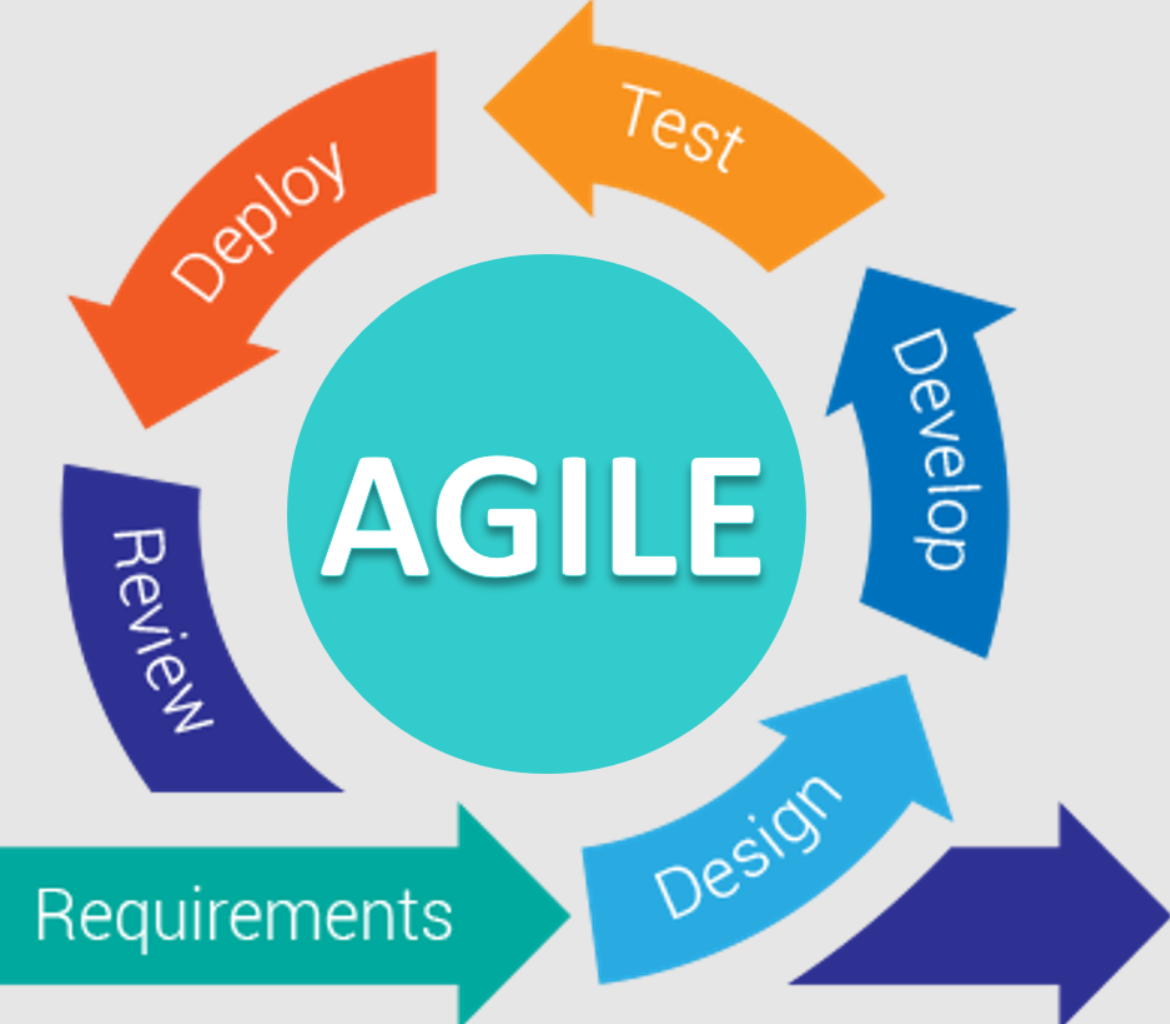 Test
Deploy
Develop
AGILE
Review
Design
Requirements